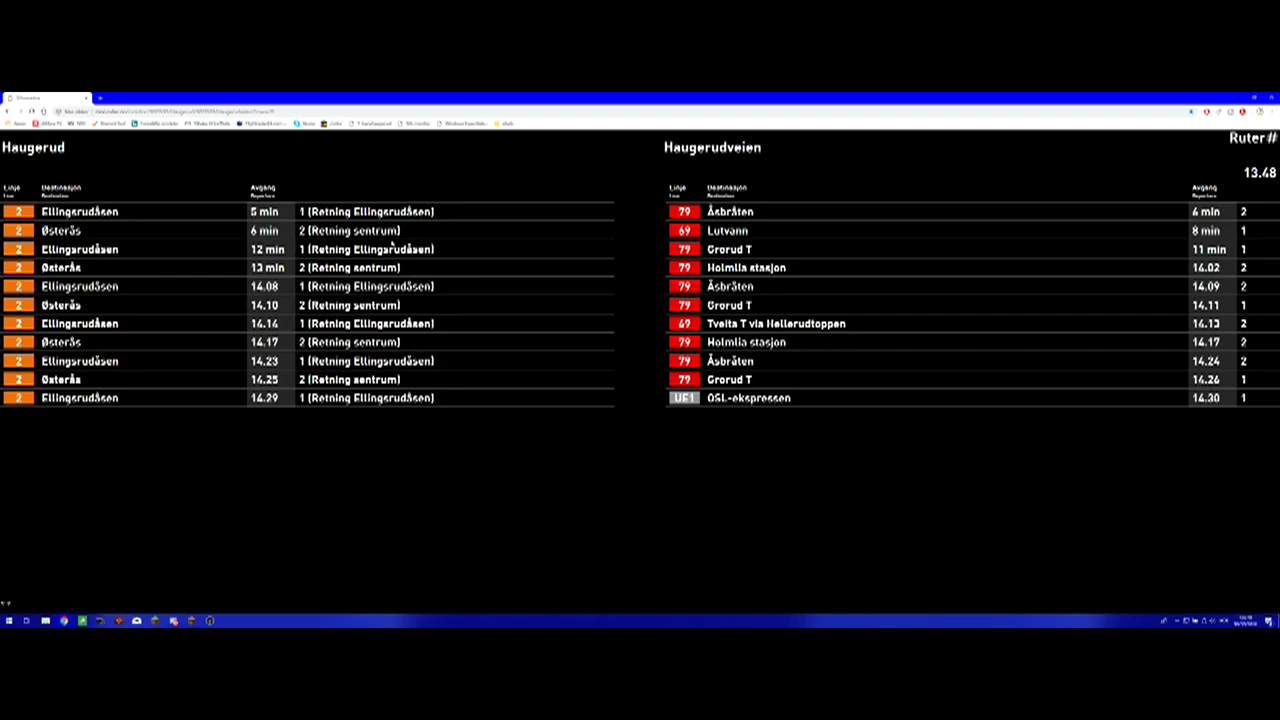 Haugerud
Linje Destinasjon Avgang
2 Ellingsrudåsen 5 min 1 (Retning Ellingsrudåsen)
2 Østerås 6 min 2 (Retning sentrum)
2 Ellingsrudåsen 12 min 1 (Retning Ellingsrudåsen)
2 Østerås 13 min 2 (Retning sentrum)
2 Ellingsrudåsen 14.08 1 (Retning Ellingsrudåsen)
2 Østerås 14.10 2 (Retning sentrum)
2 Ellingsrudåsen 14.14 1 (Retning Ellingsrudåsen)
2 Østerås 14.17 2 (Retning sentrum)
2 Ellingsrudåsen 14.23 1 (Retning Ellingsrudåsen)
2 Østerås 14.25 2 (Retning sentrum)
2 Ellingsrudåsen 14.29 1 (Retning Ellingsrudåsen)
Ruter#
Haugerudveien
13.48
Linje Destinasjon Avgang
79 Åsbråten 4 min 2
69 Lutvann 8 min 1
79 Grorud T 11 min 1
79 Holmlia stasjon 14.02 2
79 Åsbråten 14.09 2
79 Grorud T 14.11 1
69 Tveita T via Hellerudtoppen 14.13 2
79 Holmlia stasjon 14.17 2
79 Åsbråten 14.24 2
79 Grorud T 14.26 1
UE1 OSL-ekspressen 14.30 1